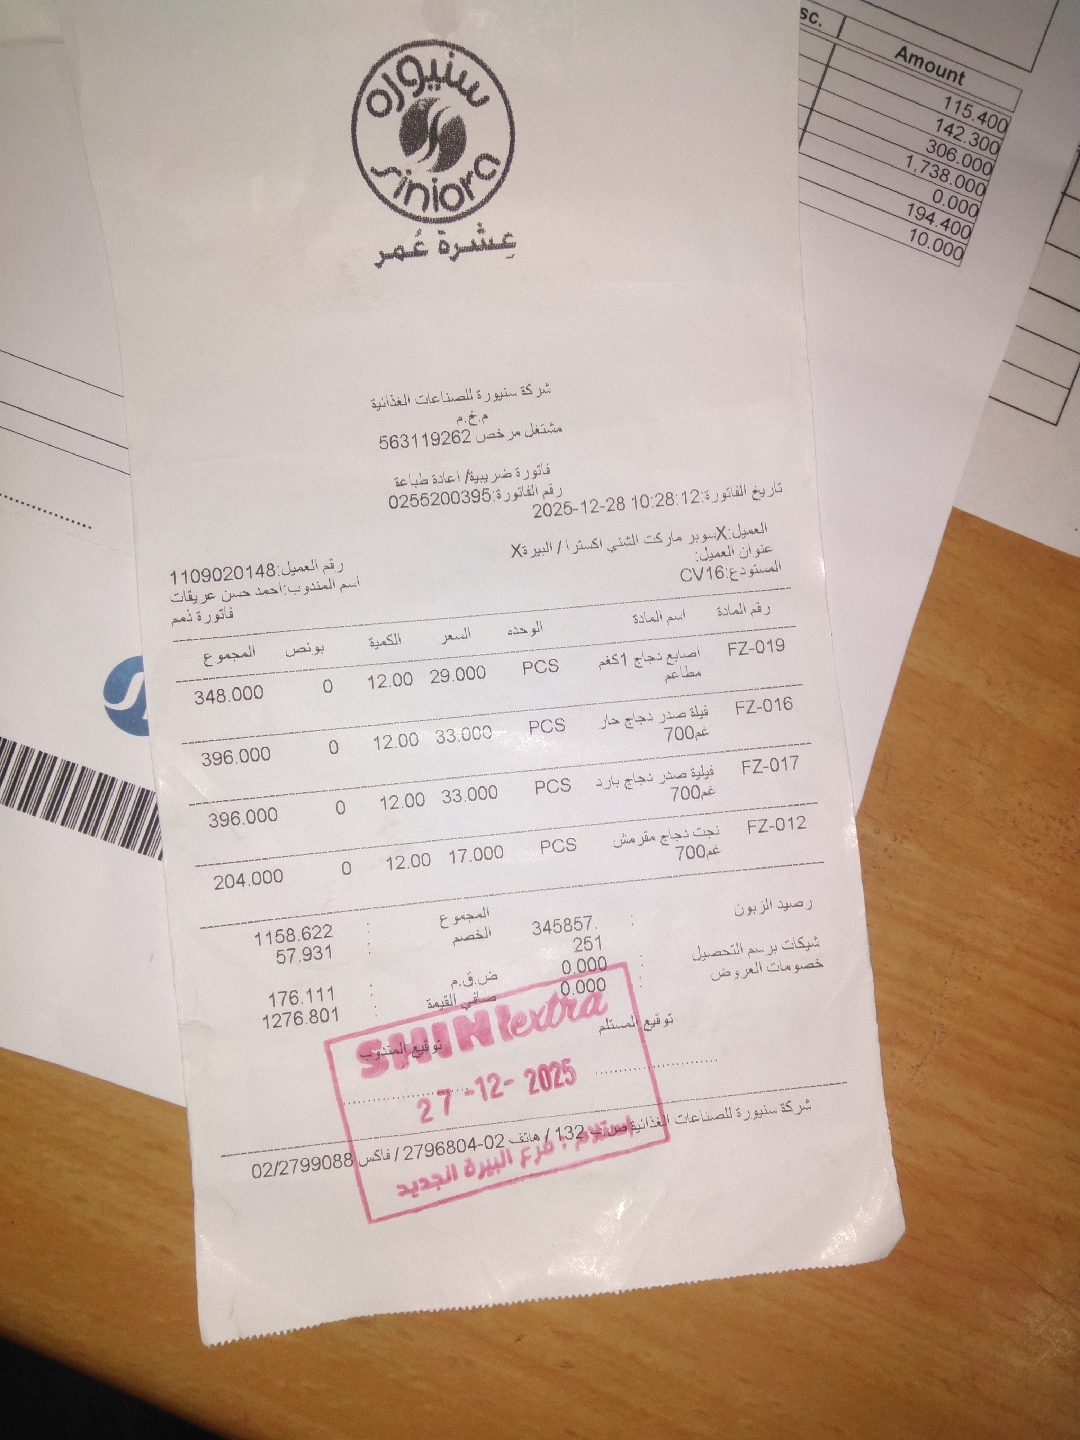 سنيورة
siniora
عِشرة عُمر
شركة سنيورة للصناعات الغذائية
م.خ.م
مشتغل مرخص 563119262
فاتورة ضريبية/ اعادة طباعة
رقم الفاتورة:0255200395
تاريخ الفاتورة:10:28:12 2025-12-28
العميل:Xسوبر ماركت الشني اكسترا / البيرةX
رقم العميل:1109020148
عنوان العميل:
اسم المندوب:احمد حسن عريقات
المستودع:CV16
فاتورة ذمم
رقم المادة اسم المادة الوحده السعر الكمية بونص المجموع
FZ-019 اصابع دجاج 1كغم PCS 29.000 12.00 0 348.000
مطاعم
FZ-016 فيلة صدر دجاج حار PCS 33.000 12.00 0 396.000
700غم
FZ-017 فيلية صدر دجاج بارد PCS 33.000 12.00 0 396.000
700غم
FZ-012 نجت دجاج مقرمش PCS 17.000 12.00 0 204.000
700غم
رصيد الزبون : 345857.
251
المجموع : 1158.622
الخصم : 57.931
شيكات برسم التحصيل : 0.000
ض.ق.م : 176.111
خصومات العروض : 0.000
صافي القيمة : 1276.801
توقيع المستلم
توقيع المندوب
SHINI extra
27-12-2025
استلام : فرع البيرة الجديد
شركة سنيورة للصناعات الغذائية ص – 132 / هاتف 02-2796804 / فاكس 02/2799088
sc. Amount
115.400
142.300
306.000
1,738.000
0.000
194.400
10.000